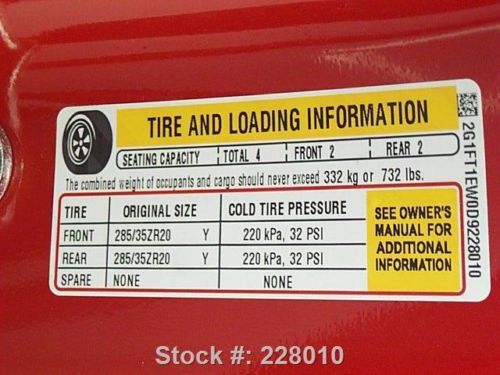 TIRE AND LOADING INFORMATION
SEATING CAPACITY TOTAL 4 FRONT 2 REAR 2
The combined weight of occupants and cargo should never exceed 332 kg or 732 lbs.
TIRE ORIGINAL SIZE COLD TIRE PRESSURE
FRONT 285/35ZR20 Y 220 kPa, 32 PSI
REAR 285/35ZR20 Y 220 kPa, 32 PSI
SPARE NONE NONE
SEE OWNER'S
MANUAL FOR
ADDITIONAL
INFORMATION
2G1FT1EW0D9228010
Stock #: 228010